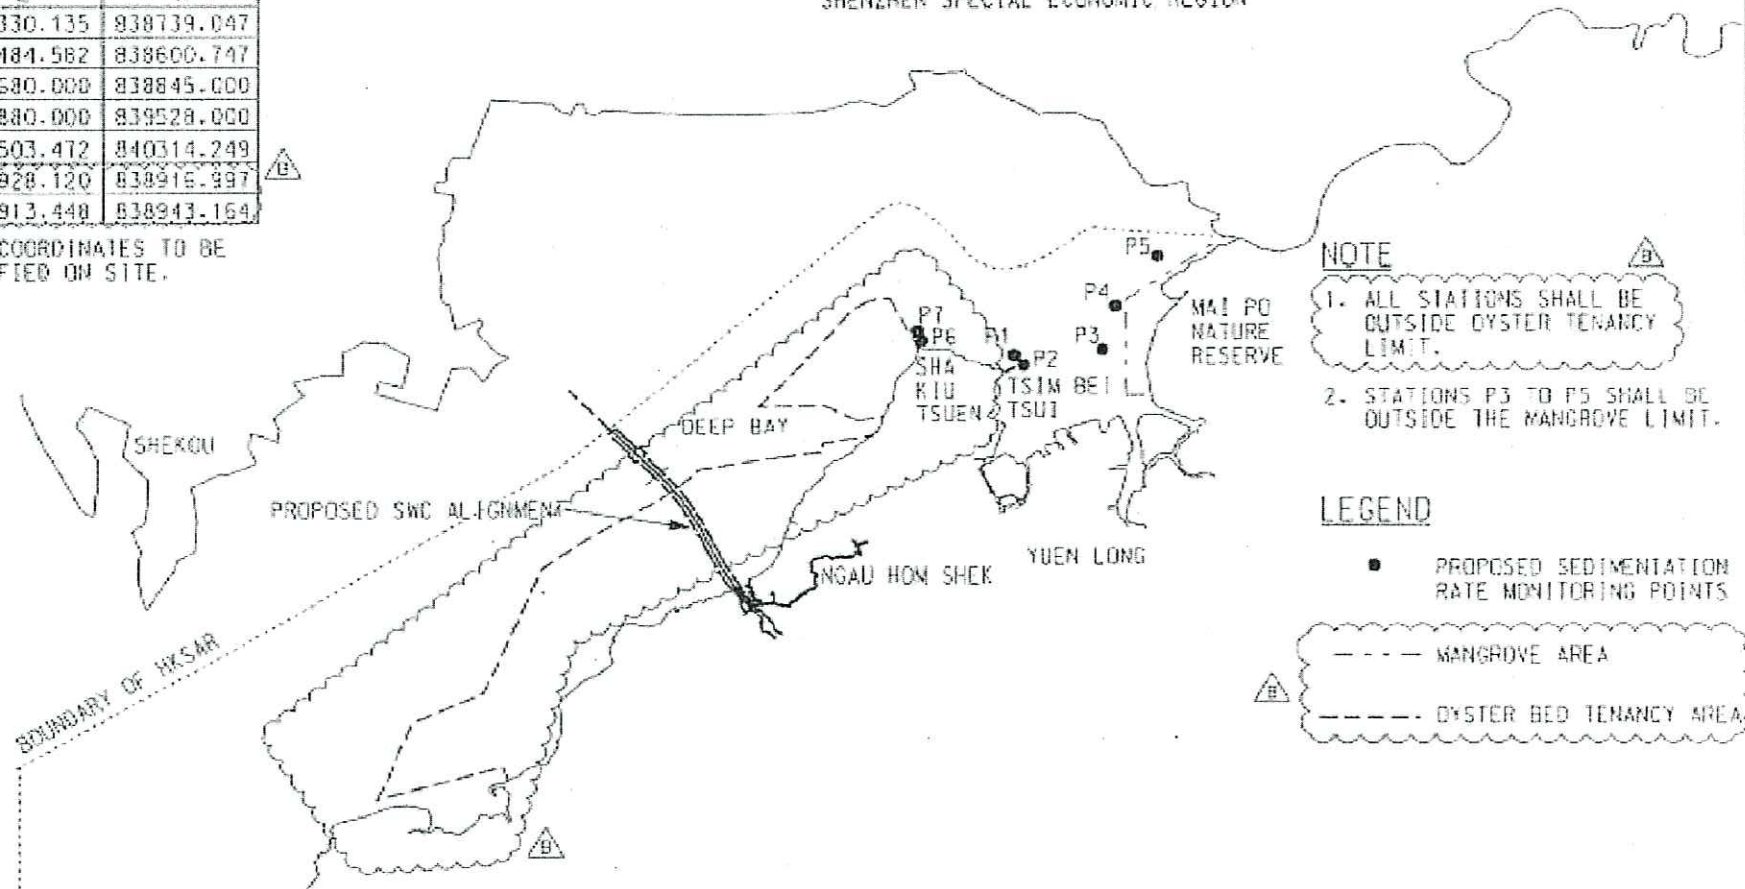 SHENZHEN SPECIAL ECONOMIC REGION
330.135 838739.047
484.582 838600.747
680.000 838845.000
880.000 839528.000
503.472 840314.249
928.120 838916.997
913.448 838943.164
COORDINATES TO BE
FIED ON SITE.
P5
P4
P7
P6
P1
P2
P3
MAI PO
NATURE
RESERVE
SHA
KIU
TSUEN
TSIM BEI
TSUI
DEEP BAY
SHEKOU
PROPOSED SWC ALIGNMENT
NGAU HOM SHEK
YUEN LONG
BOUNDARY OF HKSAR
B
NOTE
B
1. ALL STATIONS SHALL BE
OUTSIDE OYSTER TENANCY
LIMIT.
2. STATIONS P3 TO P5 SHALL BE
OUTSIDE THE MANGROVE LIMIT.
LEGEND
PROPOSED SEDIMENTATION
RATE MONITORING POINTS
MANGROVE AREA
B
OYSTER BED TENANCY AREA